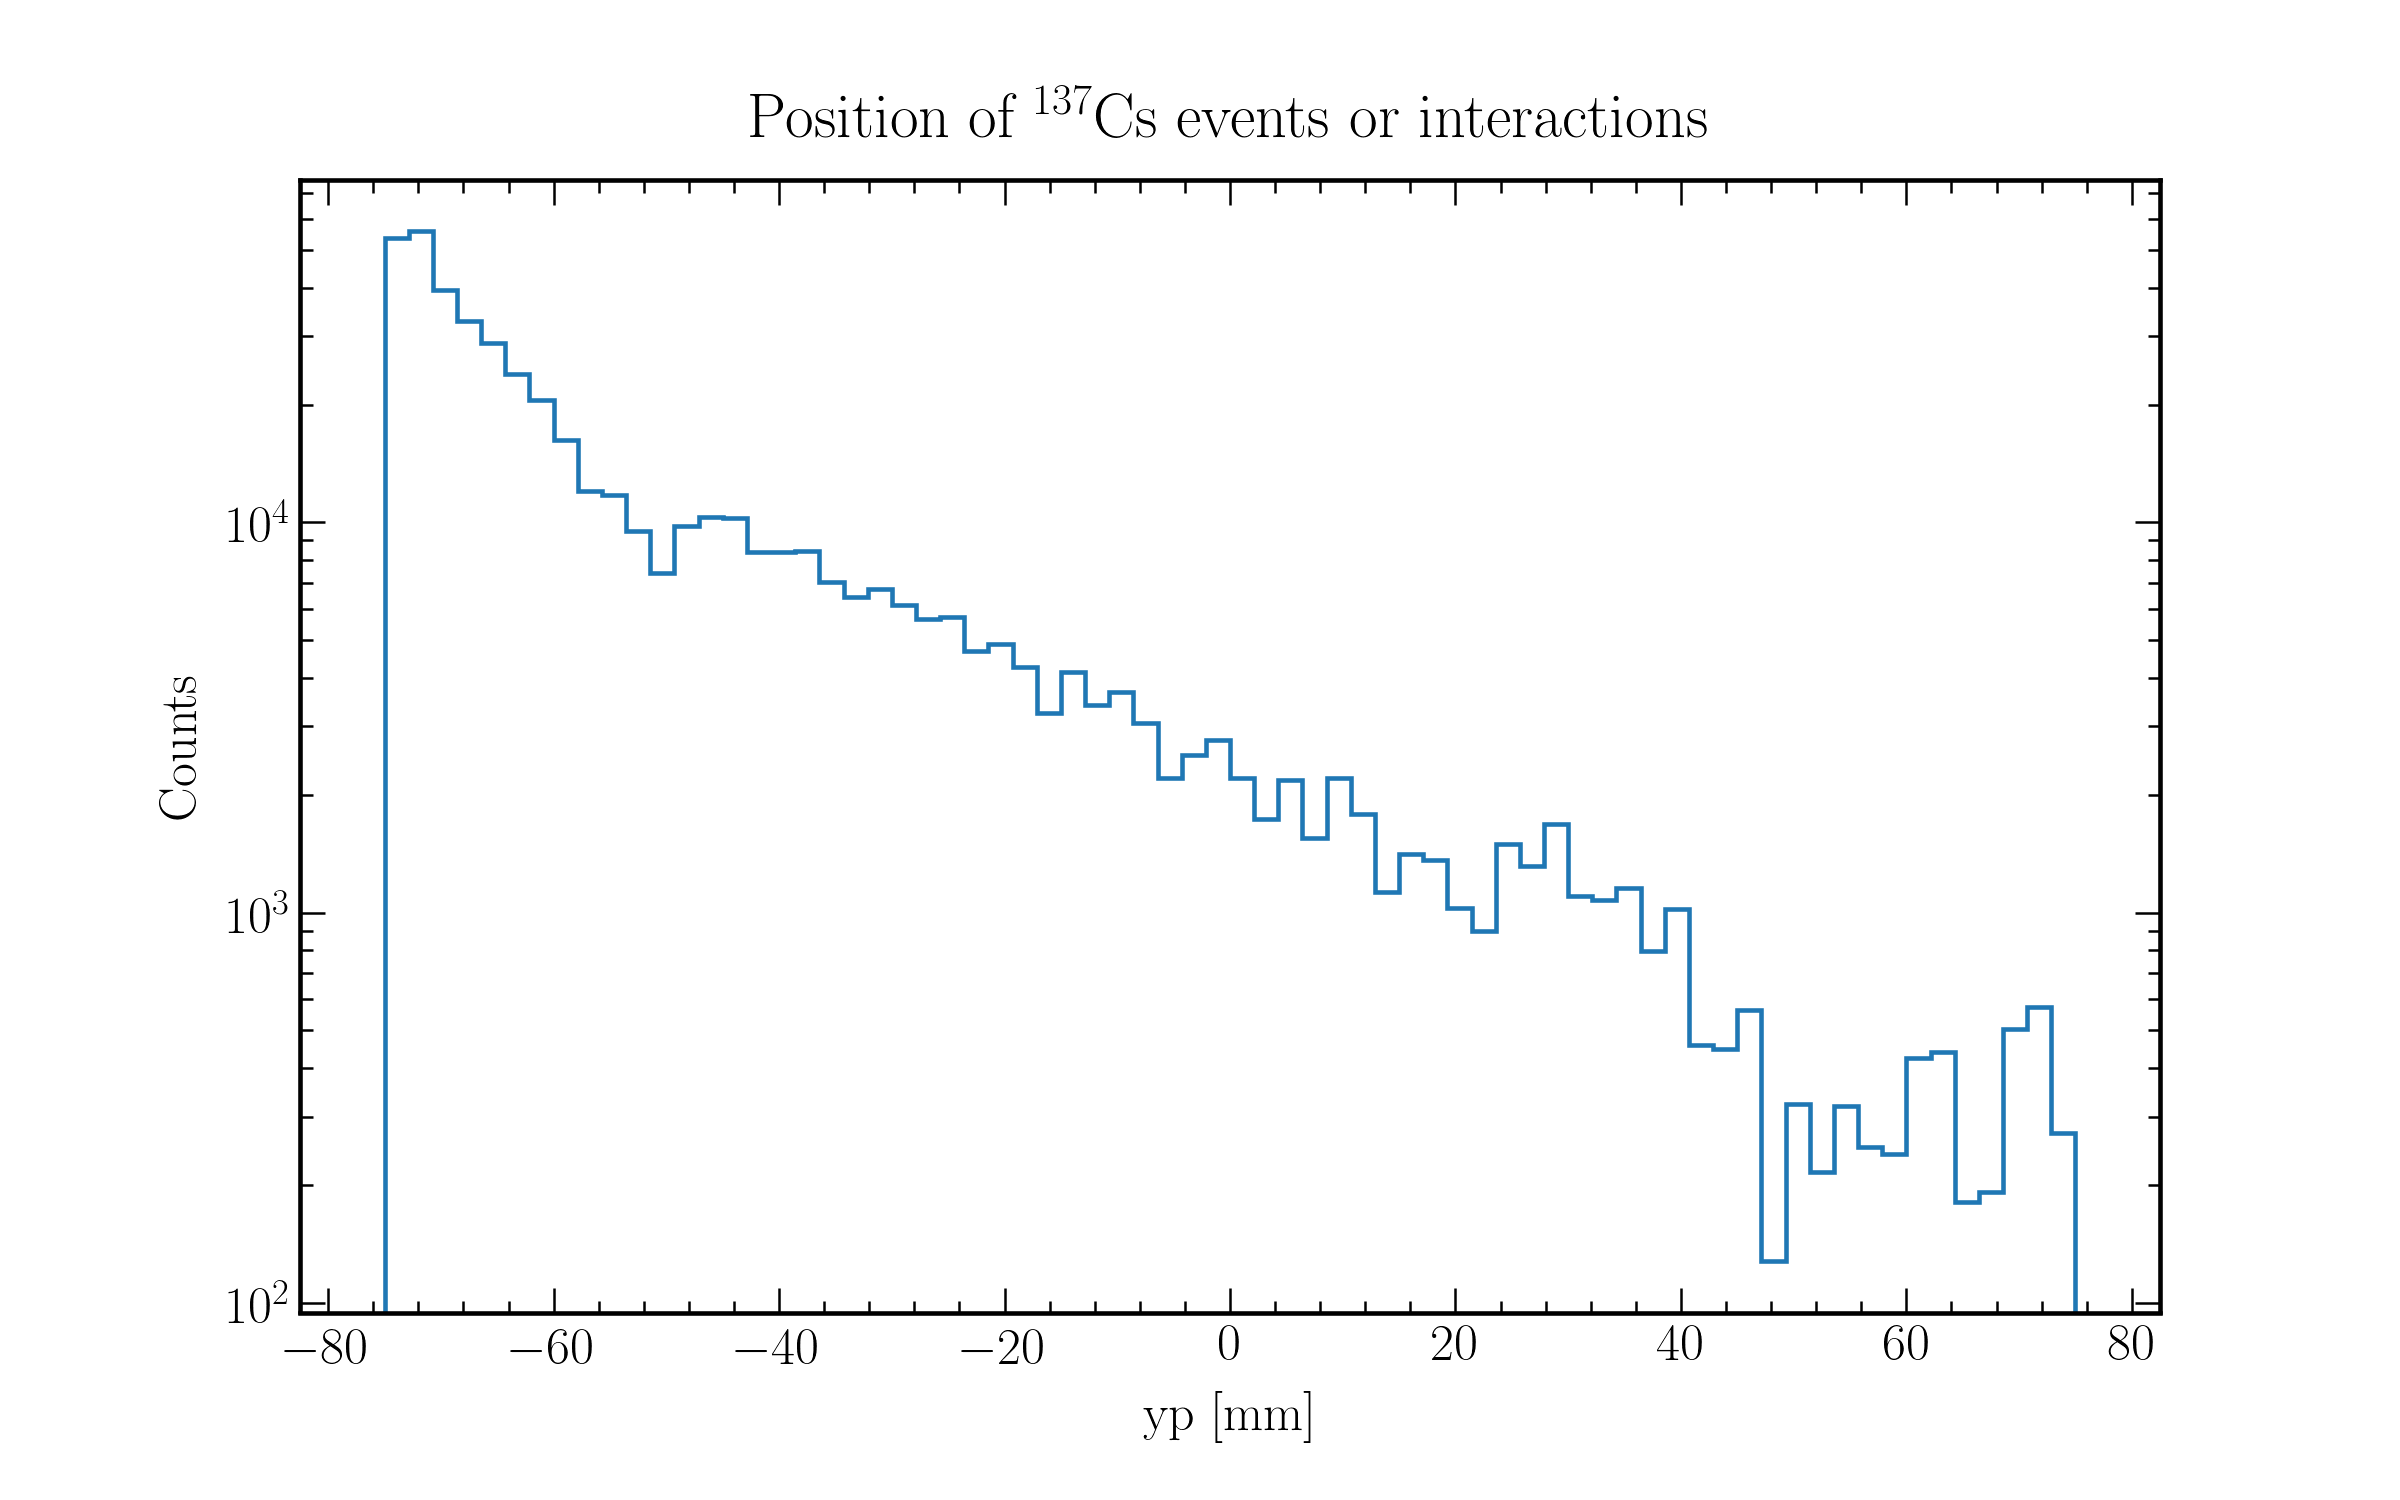 Position of ¹³⁷Cs events or interactions
Counts
10⁴
10³
10²
−80 −60 −40 −20 0 20 40 60 80
yp [mm]